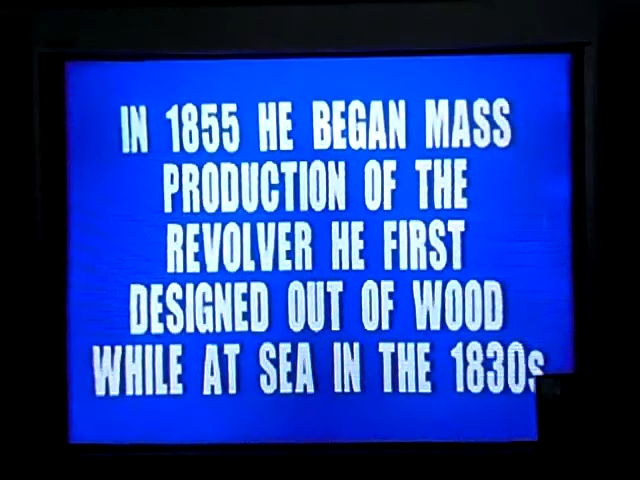 IN 1855 HE BEGAN MASS
PRODUCTION OF THE
REVOLVER HE FIRST
DESIGNED OUT OF WOOD
WHILE AT SEA IN THE 1830s